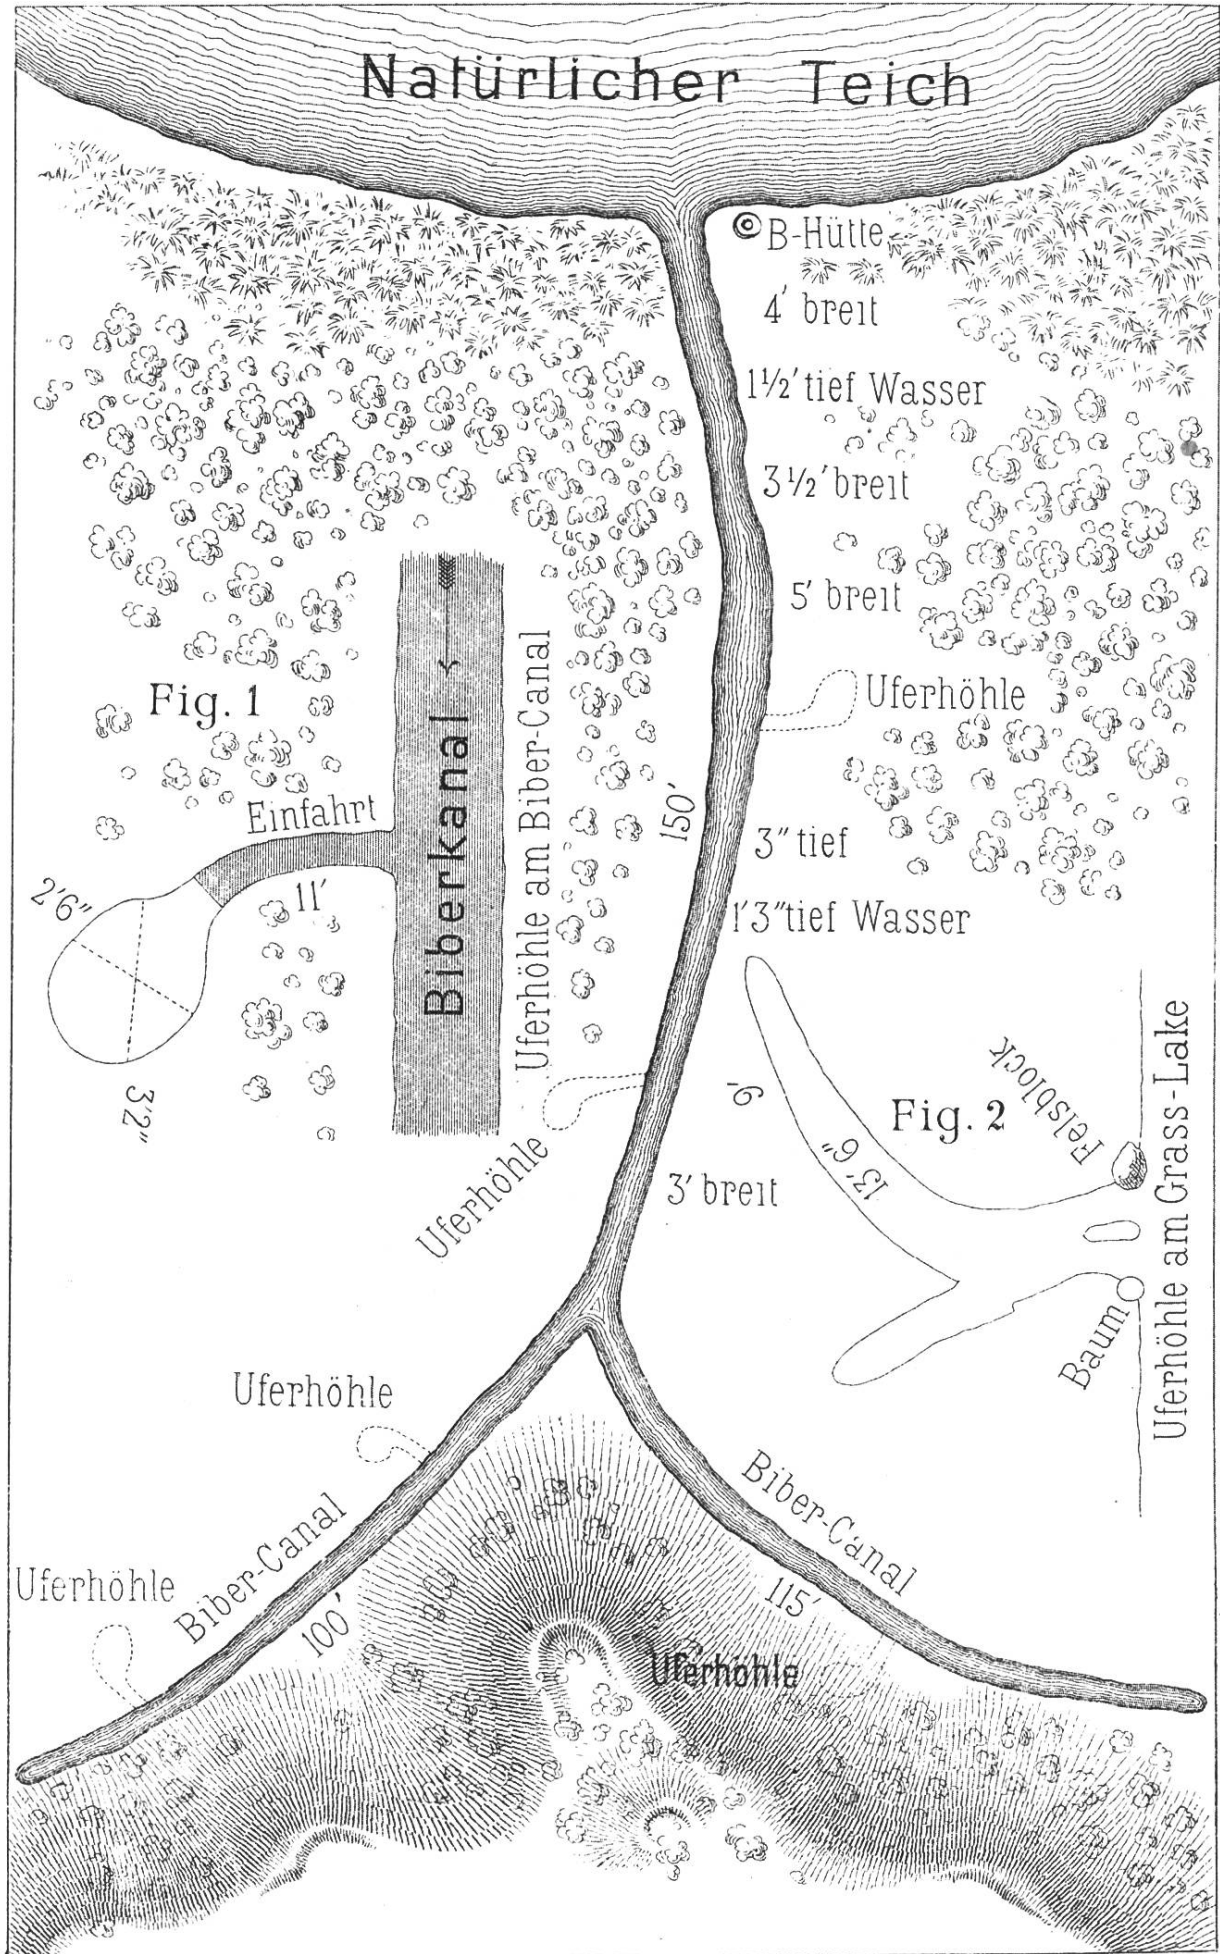 Natürlicher Teich
B-Hütte
4' breit
1½' tief Wasser
3½' breit
5' breit
Uferhöhle
150'
3" tief
1'3" tief Wasser
3' breit
Fig. 1
Einfahrt
11'
2'6"
3'2"
Biberkanal
Uferhöhle am Biber-Canal
Uferhöhle
Fig. 2
9'
13' 6"
Felsblock
Baum
Uferhöhle am Grass-Lake
Uferhöhle
Biber-Canal
100'
Uferhöhle
Biber-Canal
115'
Uferhöhle